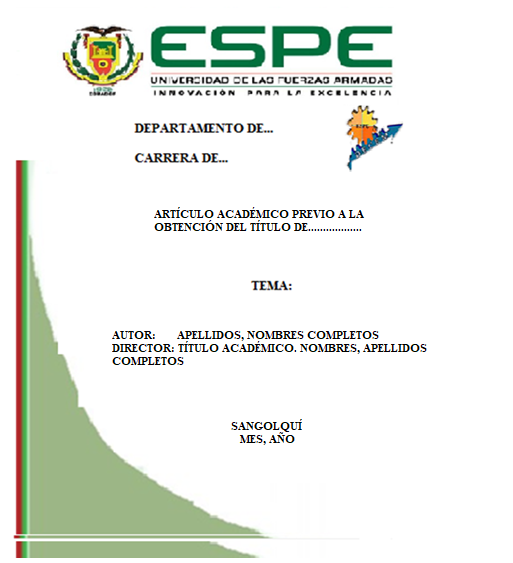 ESPE
UNIVERSIDAD DE LAS FUERZAS ARMADAS
INNOVACIÓN PARA LA EXCELENCIA
DEPARTAMENTO DE...
CARRERA DE...
ARTÍCULO ACADÉMICO PREVIO A LA
OBTENCIÓN DEL TÍTULO DE..................
TEMA:
AUTOR: APELLIDOS, NOMBRES COMPLETOS
DIRECTOR: TÍTULO ACADÉMICO. NOMBRES, APELLIDOS
COMPLETOS
SANGOLQUÍ
MES, AÑO